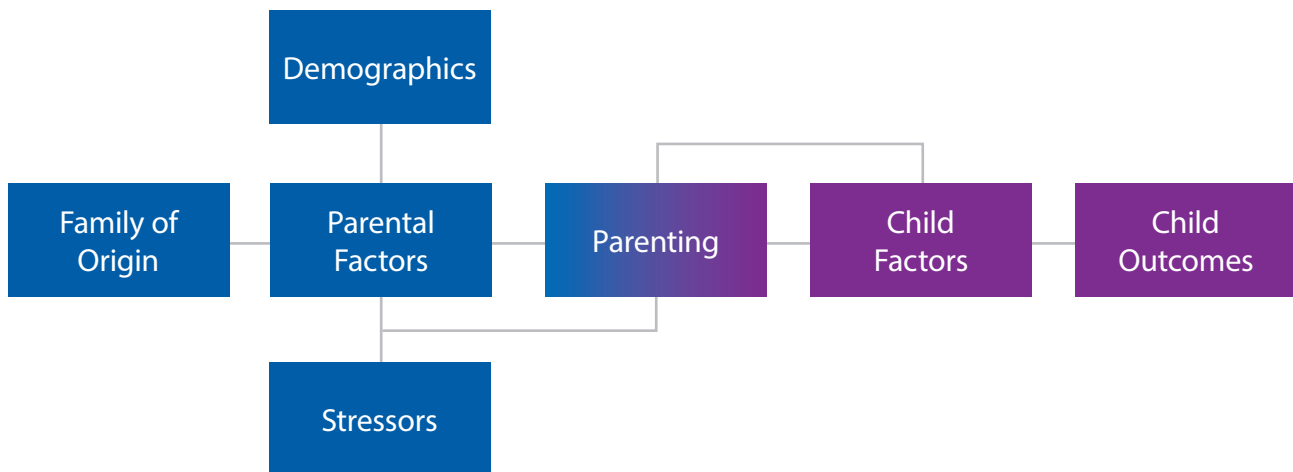 Demographics
Family of
Origin
Parental
Factors
Parenting
Child
Factors
Child
Outcomes
Stressors